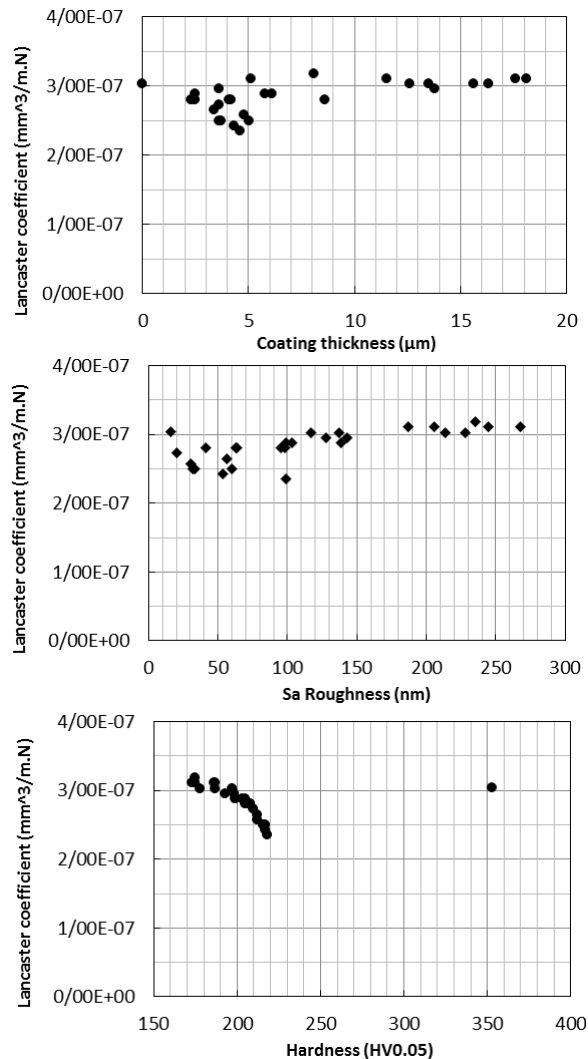 4/00E-07
3/00E-07
2/00E-07
1/00E-07
0/00E+00
Lancaster coefficient (mm^3/m.N)
0 5 10 15 20
Coating thickness (µm)
4/00E-07
3/00E-07
2/00E-07
1/00E-07
0/00E+00
Lancaster coefficient (mm^3/m.N)
0 50 100 150 200 250 300
Sa Roughness (nm)
4/00E-07
3/00E-07
2/00E-07
1/00E-07
0/00E+00
Lancaster coefficient (mm^3/m.N)
150 200 250 300 350 400
Hardness (HV0.05)